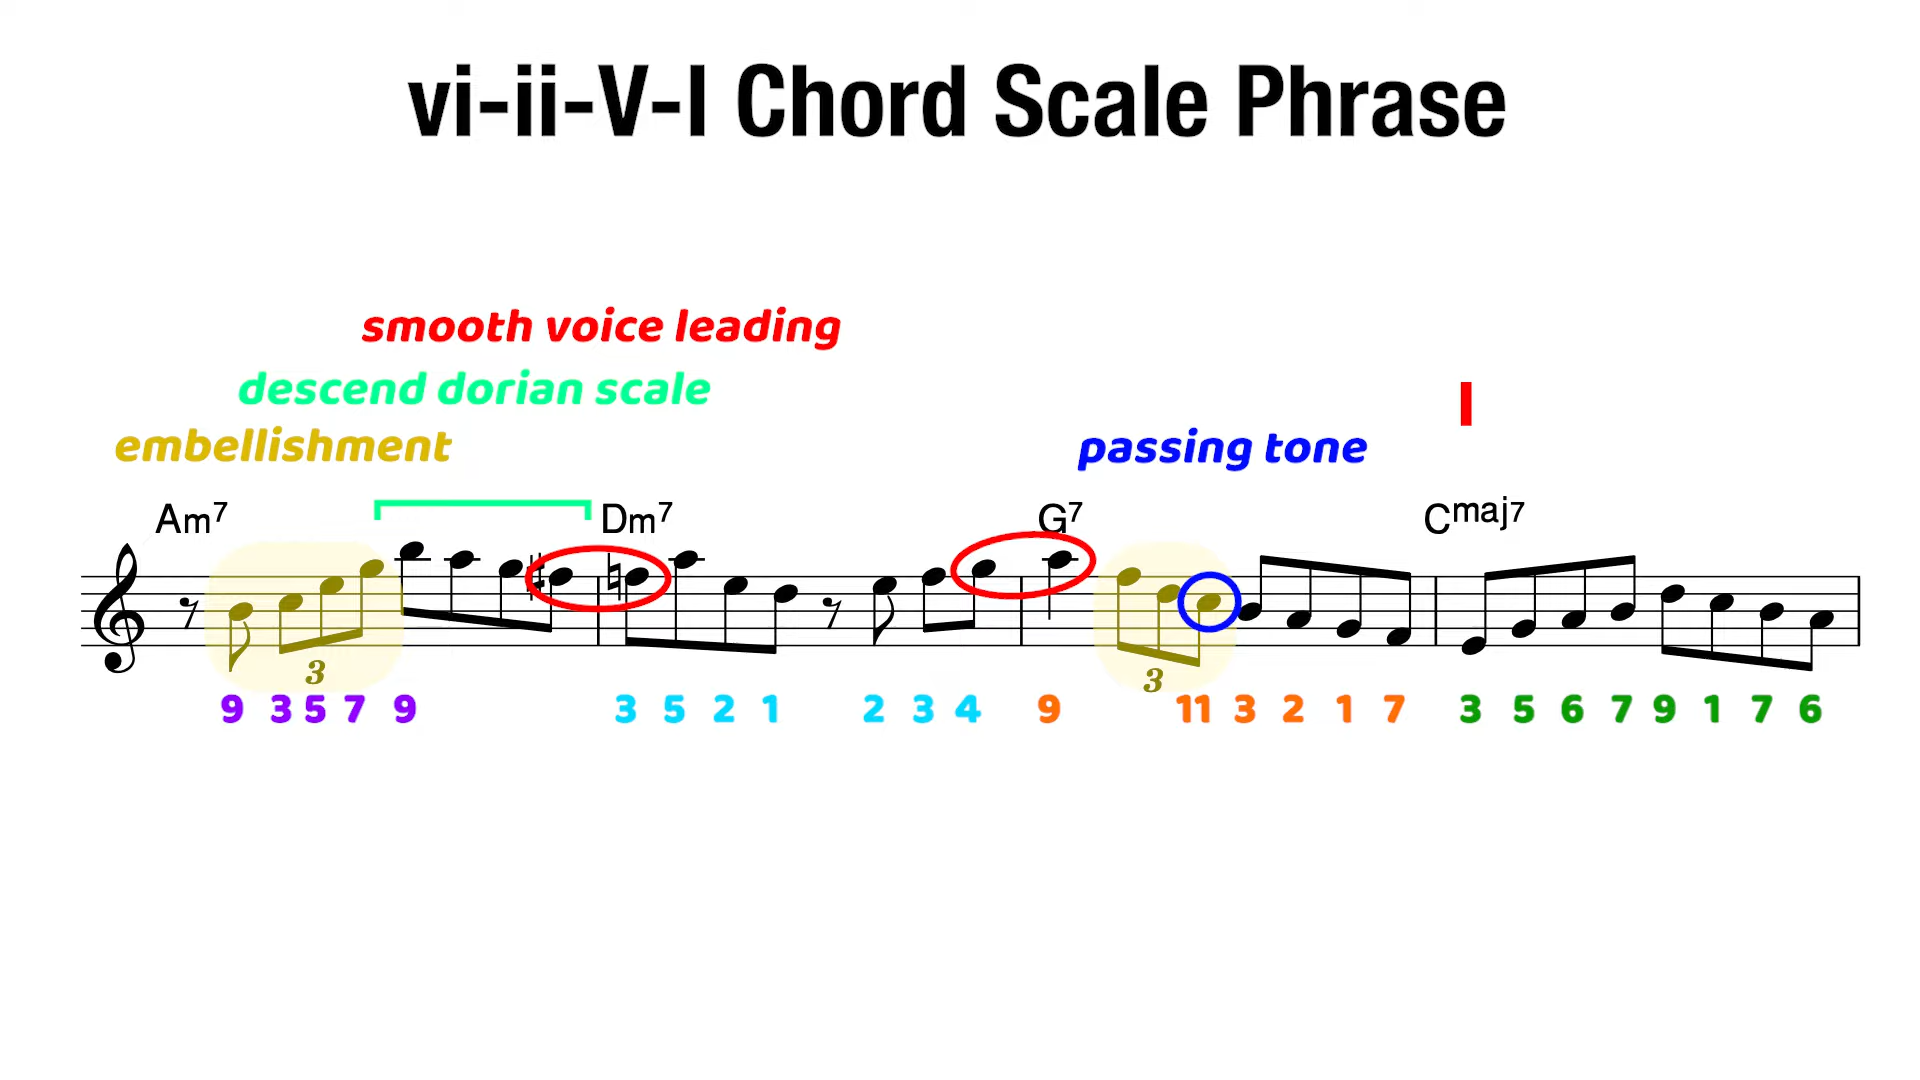 vi-ii-V-I Chord Scale Phrase
smooth voice leading
descend dorian scale
I
embellishment
passing tone
Am7 Dm7 G7 Cmaj7
3 3
9 3 5 7 9 3 5 2 1 2 3 4 9 11 3 2 1 7 3 5 6 7 9 1 7 6